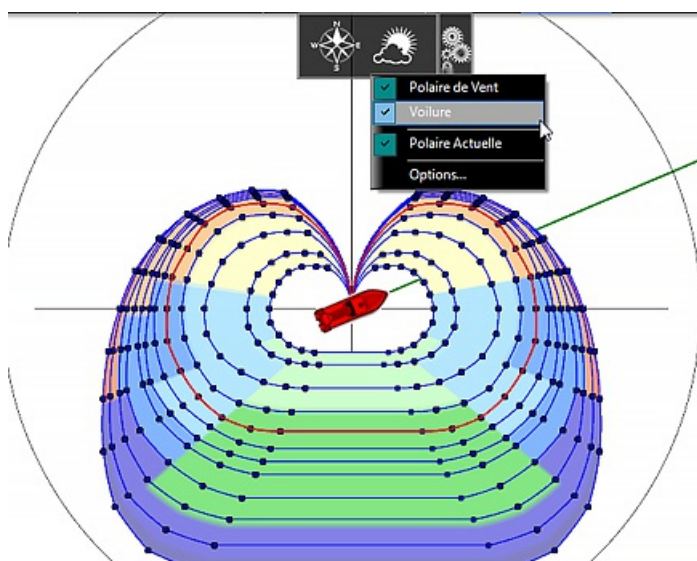 N
W E
S
Polaire de Vent
Voilure
Polaire Actuelle
Options...